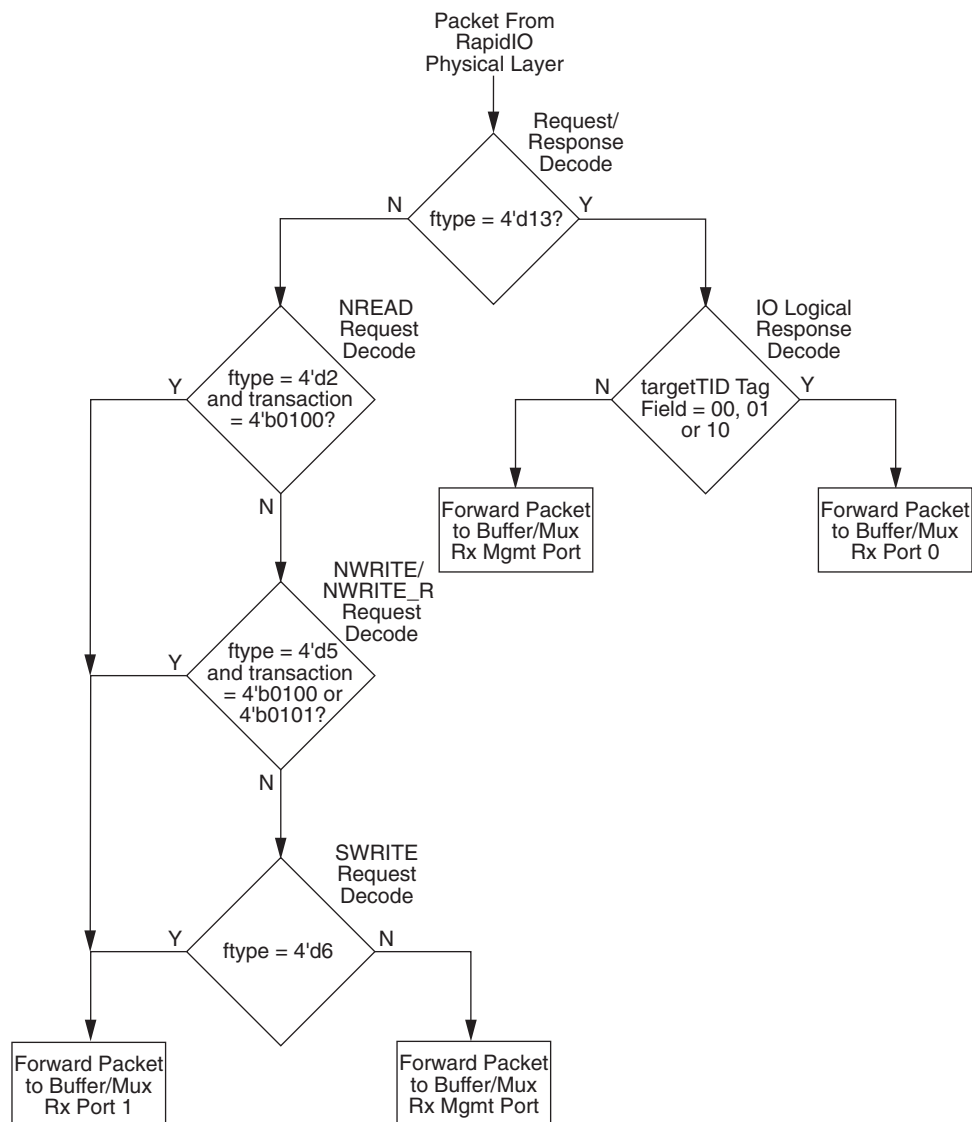 Packet From
RapidIO
Physical Layer
Request/
Response
Decode
N
ftype = 4'd13?
Y
NREAD
Request
Decode
IO Logical
Response
Decode
Y
ftype = 4'd2
and transaction
= 4'b0100?
N
targetTID Tag
Field = 00, 01
or 10
Y
N
Forward Packet
to Buffer/Mux
Rx Mgmt Port
Forward Packet
to Buffer/Mux
Rx Port 0
NWRITE/
NWRITE_R
Request
Decode
Y
ftype = 4'd5
and transaction
= 4'b0100 or
4'b0101?
N
SWRITE
Request
Decode
Y
ftype = 4'd6
N
Forward Packet
to Buffer/Mux
Rx Port 1
Forward Packet
to Buffer/Mux
Rx Mgmt Port